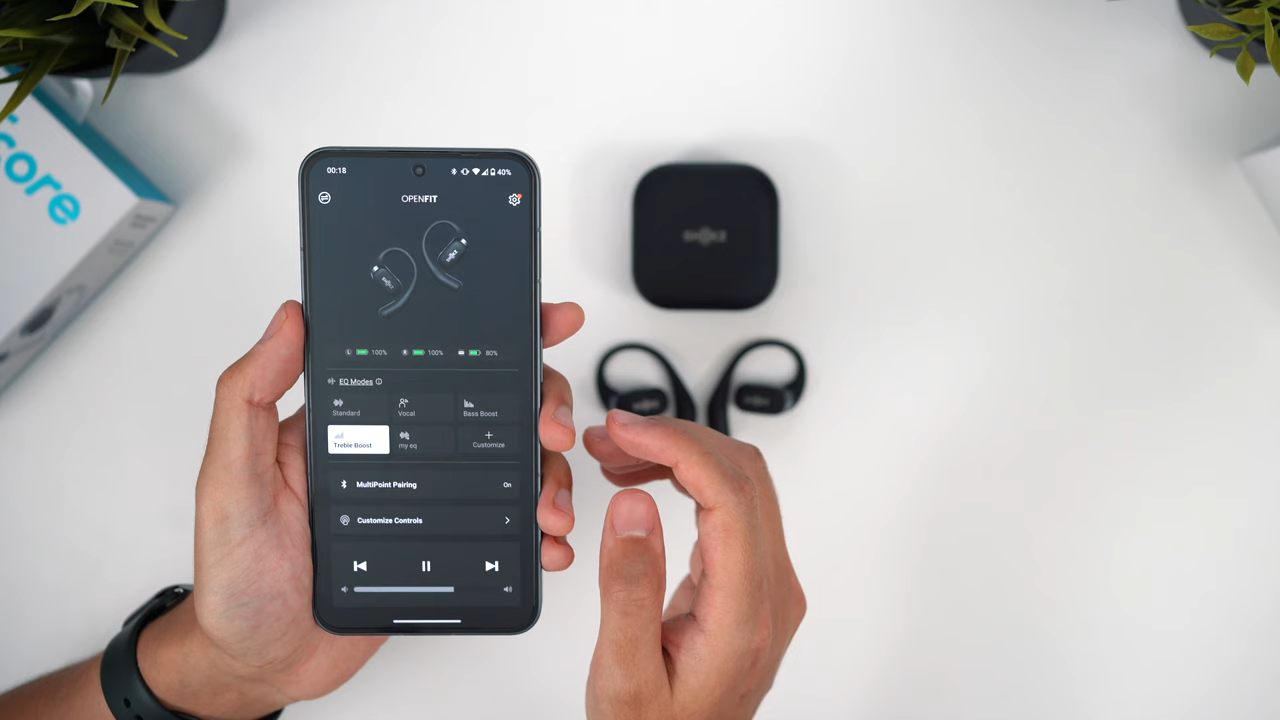 core
00:18
40%
OPENFIT
100%
100%
80%
EQ Modes
Standard
Vocal
Bass Boost
Treble Boost
my eq
Customize
MultiPoint Pairing
On
Customize Controls
SHOKZ